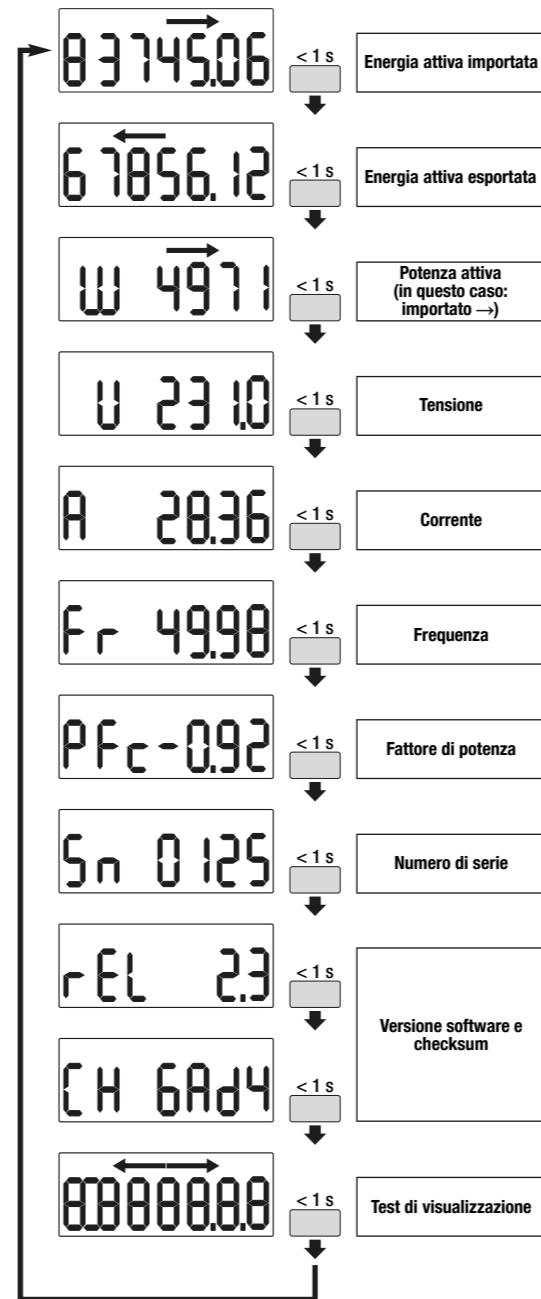 83745.06
< 1 s
Energia attiva importata
67856.12
< 1 s
Energia attiva esportata
W 4971
< 1 s
Potenza attiva
(in questo caso:
importato →)
U 231.0
< 1 s
Tensione
A 28.36
< 1 s
Corrente
Fr 49.98
< 1 s
Frequenza
PFc-0.92
< 1 s
Fattore di potenza
Sn 0125
< 1 s
Numero di serie
rEL 2.3
< 1 s
Versione software e
checksum
CH 6Ad4
< 1 s
8.8.8.8.8.8.8
< 1 s
Test di visualizzazione